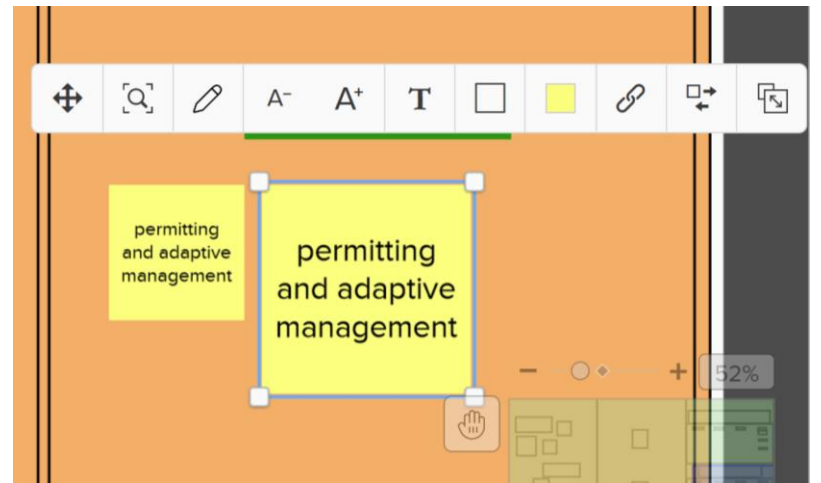 A⁻ A⁺ T
permitting
and adaptive
management
permitting
and adaptive
management
52%